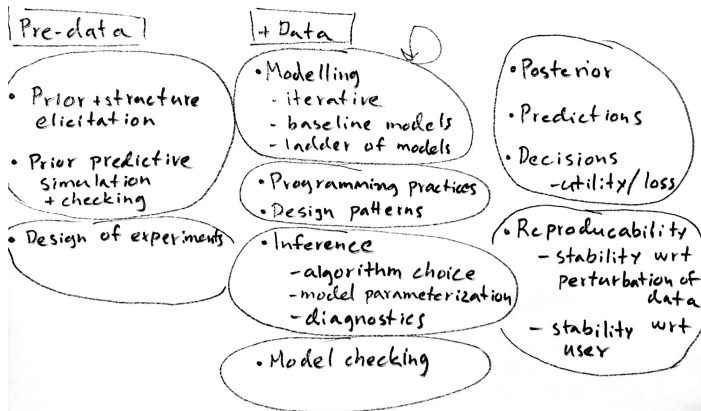 Pre-data
• Prior + structure
elicitation
• Prior predictive
simulation
+ checking
• Design of experiments
+ Data
• Modelling
- iterative
- baseline models
- ladder of models
• Programming practices
• Design patterns
• Inference
- algorithm choice
- model parameterization
- diagnostics
• Model checking
• Posterior
• Predictions
• Decisions
- utility/loss
• Reproducability
- stability wrt
perturbation of
data
- stability wrt
user